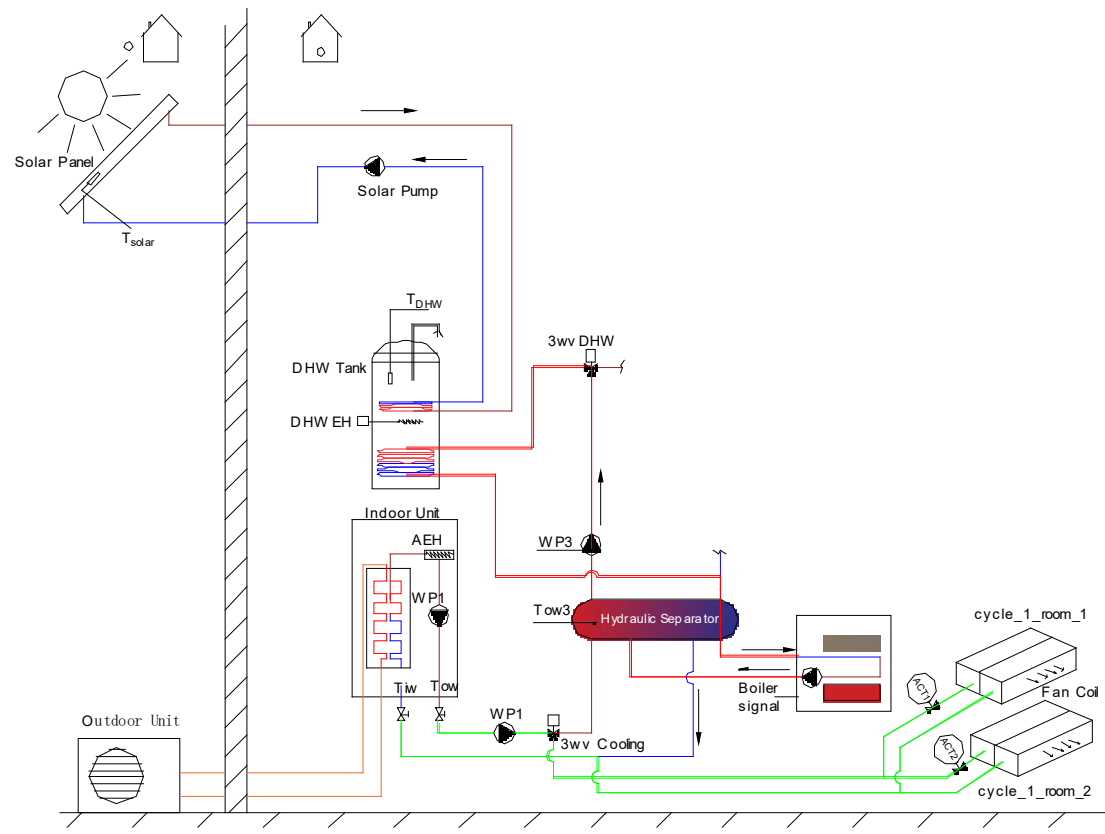 Solar Panel
Solar Pump
Tsolar
TDHW
3wv DHW
DHW Tank
DHW EH
Indoor Unit
AEH
WP3
WP1
Tow3
Hydraulic Separator
cycle_1_room_1
ACT1
Fan Coil
Boiler
signal
Tiw
Tow
WP1
Outdoor Unit
3wv Cooling
ACT2
cycle_1_room_2